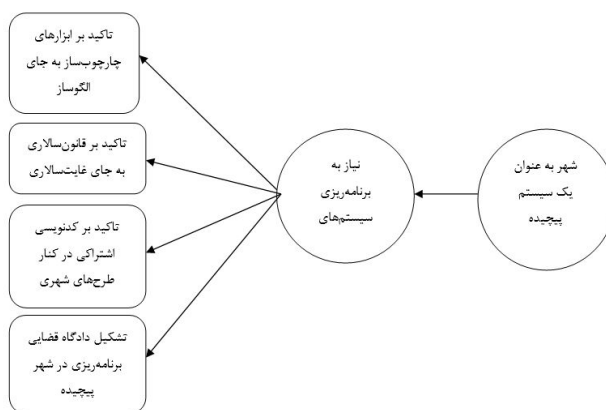 شهر به عنوان
یک سیستم
پیچیده
نیاز به
برنامه‌ریزی
سیستم‌های
تاکید بر ابزارهای
چارچوب‌ساز به جای
الگوساز
تاکید بر قانون‌سالاری
به جای غایت‌سالاری
تاکید بر کدنویسی
اشتراکی در کنار
طرح‌های شهری
تشکیل دادگاه قضایی
برنامه‌ریزی در شهر
پیچیده